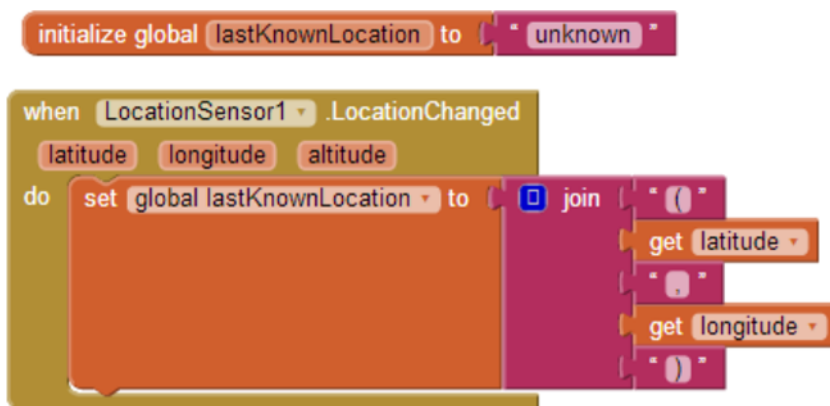 initialize global lastKnownLocation to " unknown "
when LocationSensor1 .LocationChanged
latitude longitude altitude
do set global lastKnownLocation to join " ( "
get latitude
" , "
get longitude
" ) "